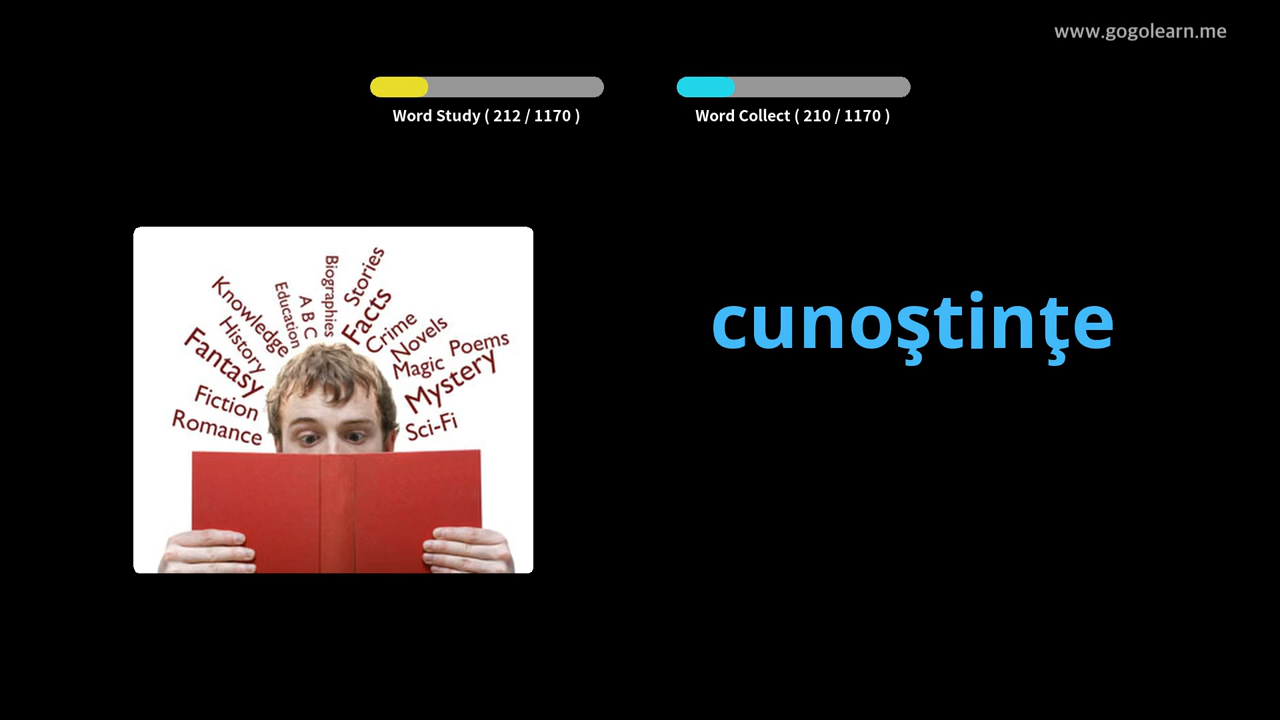 www.gogolearn.me
Word Study ( 212 / 1170 )
Word Collect ( 210 / 1170 )
Knowledge
History
Fantasy
Fiction
Romance
Education
A B C
Biographies
Stories
Facts
Crime
Novels
Magic
Poems
Mystery
Sci-Fi
cunoştinţe